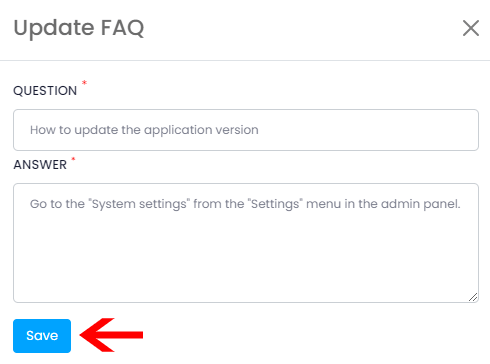 Update FAQ
QUESTION *
How to update the application version
ANSWER *
Go to the "System settings" from the "Settings" menu in the admin panel.
Save